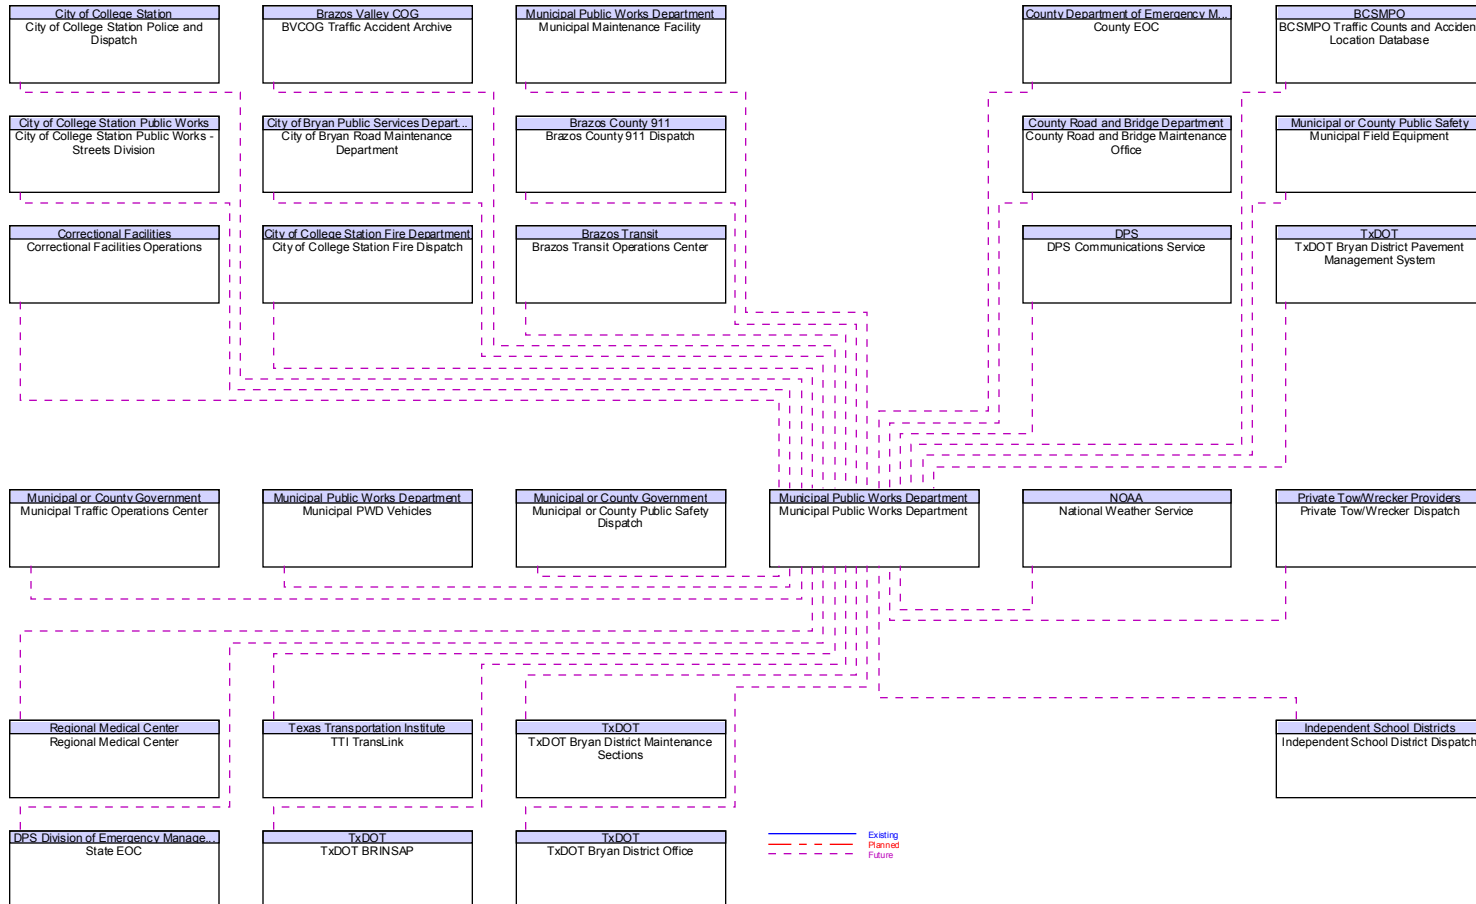 City of College Station
City of College Station Police and
Dispatch
Brazos Valley COG
BVCOG Traffic Accident Archive
Municipal Public Works Department
Municipal Maintenance Facility
County Department of Emergency M...
County EOC
BCSMPO
BCSMPO Traffic Counts and Acciden
Location Database
City of College Station Public Works
City of College Station Public Works -
Streets Division
City of Bryan Public Services Depart...
City of Bryan Road Maintenance
Department
Brazos County 911
Brazos County 911 Dispatch
County Road and Bridge Department
County Road and Bridge Maintenance
Office
Municipal or County Public Safety
Municipal Field Equipment
Correctional Facilities
Correctional Facilities Operations
City of College Station Fire Department
City of College Station Fire Dispatch
Brazos Transit
Brazos Transit Operations Center
DPS
DPS Communications Service
TxDOT
TxDOT Bryan District Pavement
Management System
Municipal or County Government
Municipal Traffic Operations Center
Municipal Public Works Department
Municipal PWD Vehicles
Municipal or County Government
Municipal or County Public Safety
Dispatch
Municipal Public Works Department
Municipal Public Works Department
NOAA
National Weather Service
Private Tow/Wrecker Providers
Private Tow/Wrecker Dispatch
Regional Medical Center
Regional Medical Center
Texas Transportation Institute
TTI TransLink
TxDOT
TxDOT Bryan District Maintenance
Sections
Independent School Districts
Independent School District Dispatch
DPS Division of Emergency Manage...
State EOC
TxDOT
TxDOT BRINSAP
TxDOT
TxDOT Bryan District Office
Existing
Planned
Future